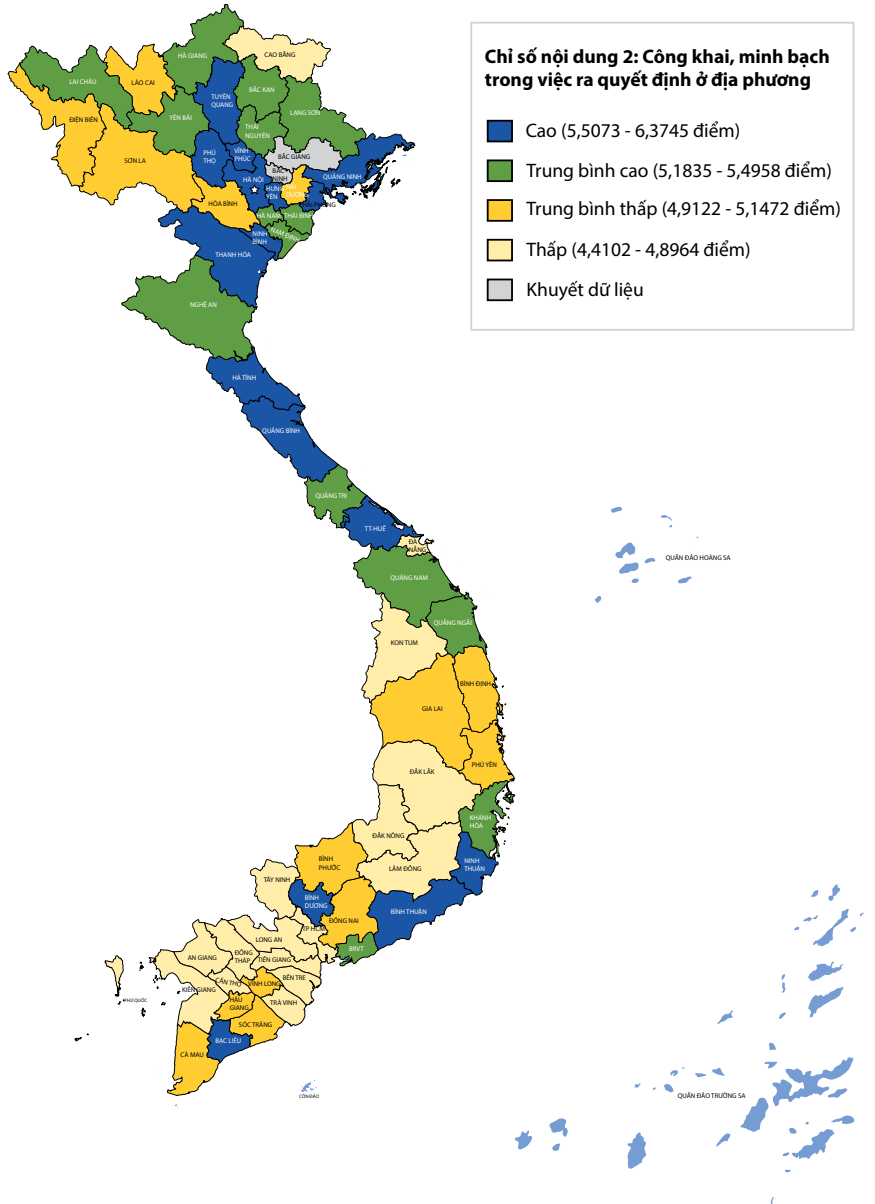 Chỉ số nội dung 2: Công khai, minh bạch
trong việc ra quyết định ở địa phương
Cao (5,5073 - 6,3745 điểm)
Trung bình cao (5,1835 - 5,4958 điểm)
Trung bình thấp (4,9122 - 5,1472 điểm)
Thấp (4,4102 - 4,8964 điểm)
Khuyết dữ liệu
HÀ GIANG
CAO BẰNG
LAI CHÂU
LÀO CAI
TUYÊN
QUANG
BẮC KẠN
LẠNG SƠN
ĐIỆN BIÊN
YÊN BÁI
THÁI
NGUYÊN
SƠN LA
PHÚ
THỌ
VĨNH
PHÚC
BẮC GIANG
BẮC
NINH
QUẢNG NINH
HÀ NỘI
HƯNG
YÊN
HẢI
DƯƠNG
HẢI PHÒNG
HÒA BÌNH
HÀ NAM
THÁI BÌNH
NAM ĐỊNH
NINH
BÌNH
THANH HÓA
NGHỆ AN
HÀ TĨNH
QUẢNG BÌNH
QUẢNG TRỊ
TT-HUẾ
ĐÀ
NẴNG
QUẦN ĐẢO HOÀNG SA
QUẢNG NAM
QUẢNG NGÃI
KON TUM
BÌNH ĐỊNH
GIA LAI
PHÚ YÊN
ĐẮK LẮK
KHÁNH
HÒA
ĐẮK NÔNG
LÂM ĐỒNG
NINH
THUẬN
BÌNH
PHƯỚC
TÂY NINH
BÌNH
DƯƠNG
BÌNH THUẬN
ĐỒNG NAI
TP HCM
BRVT
LONG AN
AN GIANG
ĐỒNG
THÁP
TIỀN GIANG
BẾN TRE
CẦN THƠ
VĨNH LONG
KIÊN GIANG
TRÀ VINH
HẬU
GIANG
PHÚ QUỐC
SÓC TRĂNG
BẠC LIÊU
CÀ MAU
CÔN ĐẢO
QUẦN ĐẢO TRƯỜNG SA